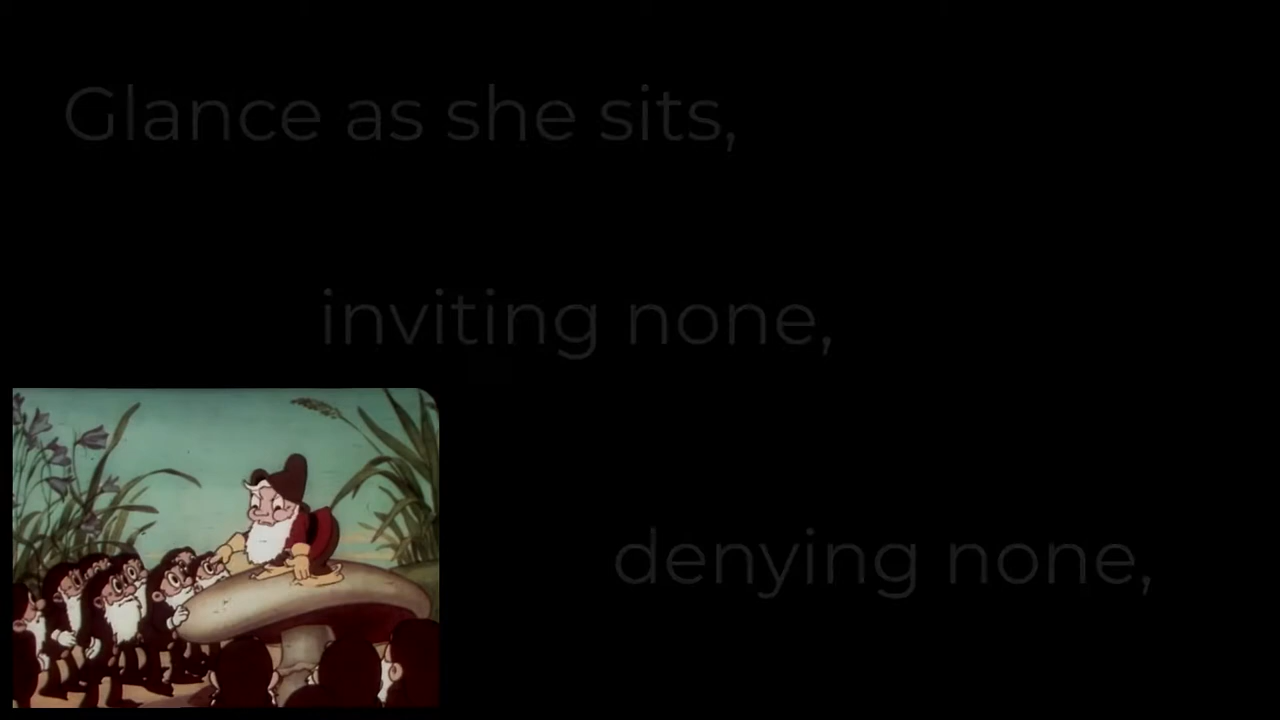 Glance as she sits,
inviting none,
denying none,